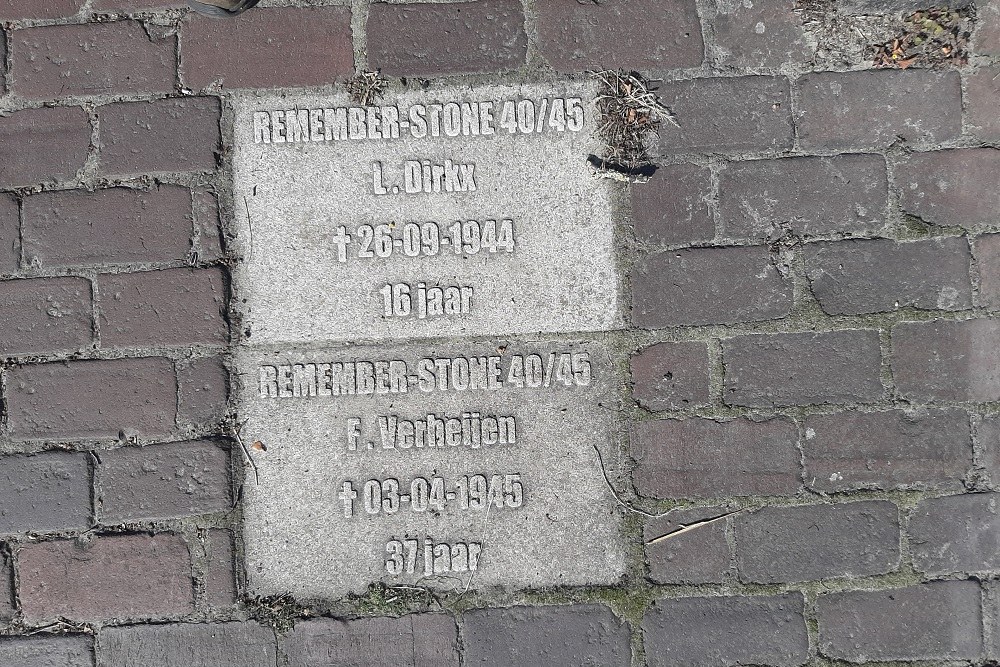 REMEMBER-STONE 40/45
L. Dirkx
† 26-09-1944
16 jaar
REMEMBER-STONE 40/45
F. Verheijen
† 03-04-1945
37 jaar